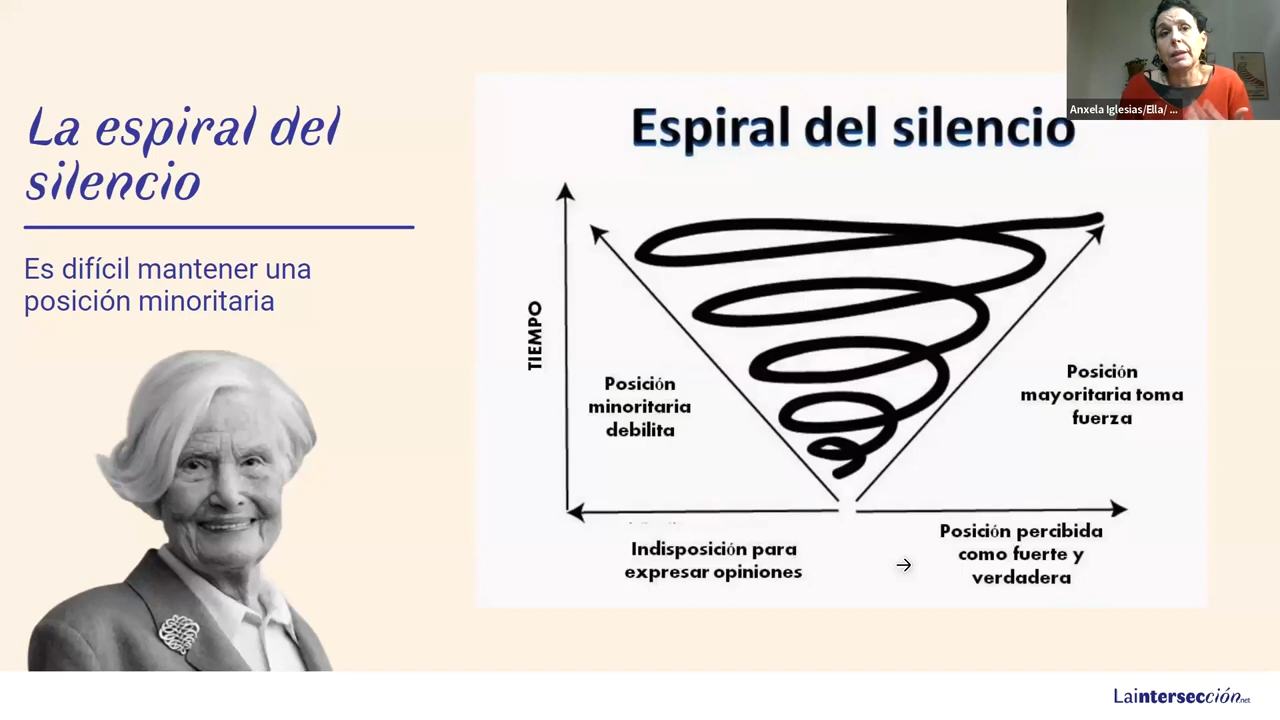 La espiral del
silencio
Es difícil mantener una
posición minoritaria
Espiral del silencio
TIEMPO
Posición
minoritaria
debilita
Posición
mayoritaria toma
fuerza
Indisposición para
expresar opiniones
Posición percibida
como fuerte y
verdadera
Anxela Iglesias/Ella/ ...
Laintersección.net